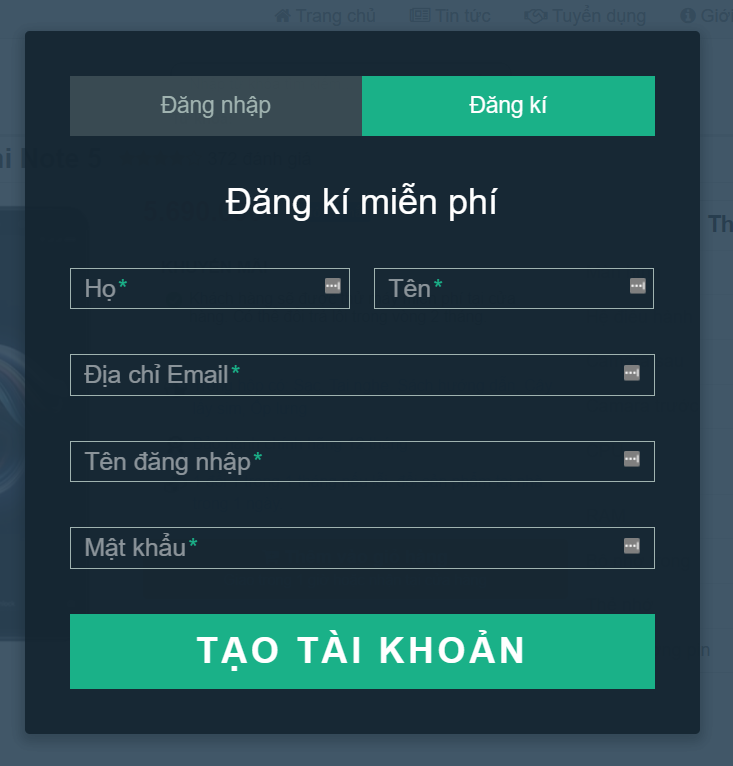 Trang chủ Tin tức Tuyển dụng
Đăng nhập Đăng kí
Đăng kí miễn phí
Họ* Tên*
Địa chỉ Email*
Tên đăng nhập*
Mật khẩu*
TẠO TÀI KHOẢN